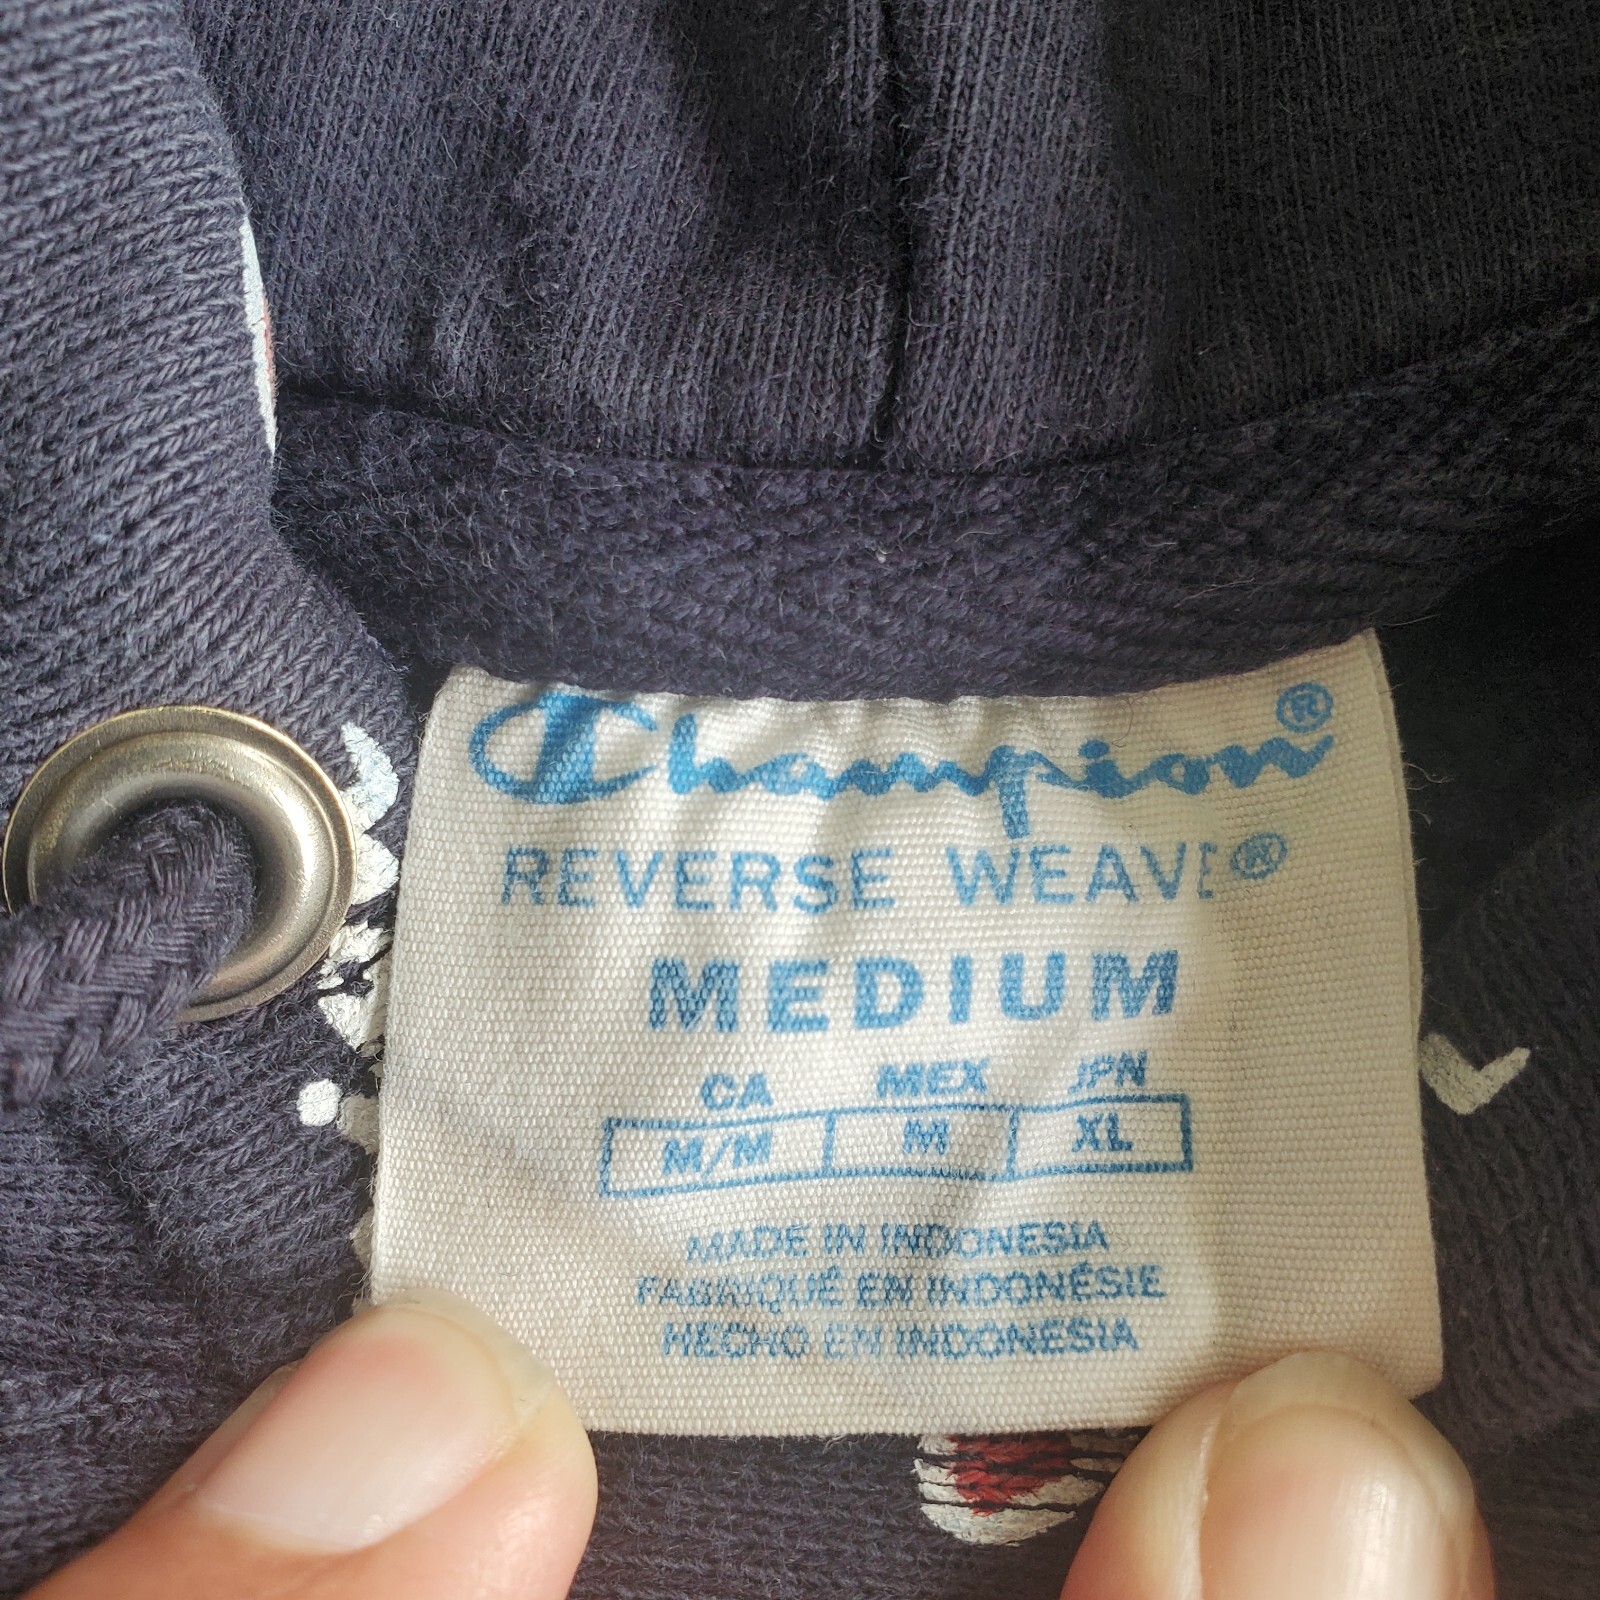 Champion®
REVERSE WEAVE®
MEDIUM
CA MEX JPN
M/M M XL
MADE IN INDONESIA
FABRIQUÉ EN INDONÉSIE
HECHO EN INDONESIA